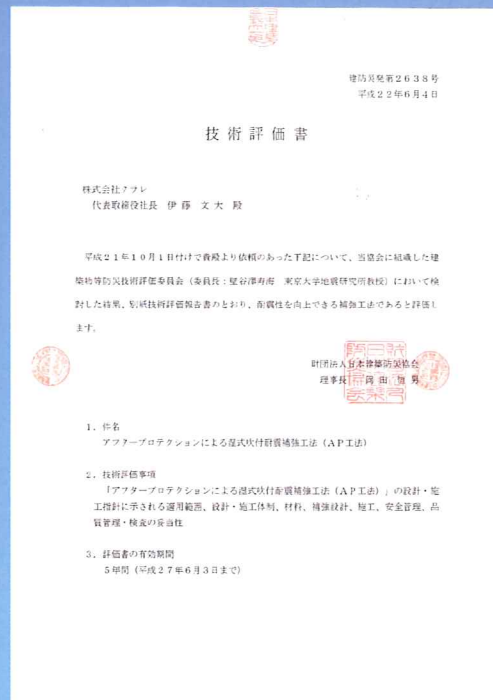 建防災発第2638号
平成22年6月4日
技術評価書
株式会社アフレ
代表取締役社長 伊藤 文大 殿
平成21年10月1日付けで貴殿より依頼のあった下記について、当協会に組織した建
築物等防災技術評価委員会(委員長:壁谷澤寿海 東京大学地震研究所教授)において検
討した結果、別紙技術評価報告書のとおり、耐震性を向上できる補強工法であると評価し
ます。
財団法人日本建築防災協会
理事長 岡田恒男
1.件名
アフタープロテクションによる湿式吹付耐震補強工法(AP工法)
2.技術評価事項
「アフタープロテクションによる湿式吹付耐震補強工法(AP工法)」の設計・施
工指針に示される適用範囲、設計・施工体制、材料、補強設計、施工、安全管理、品
質管理・検査の妥当性
3.評価書の有効期間
5年間(平成27年6月3日まで)